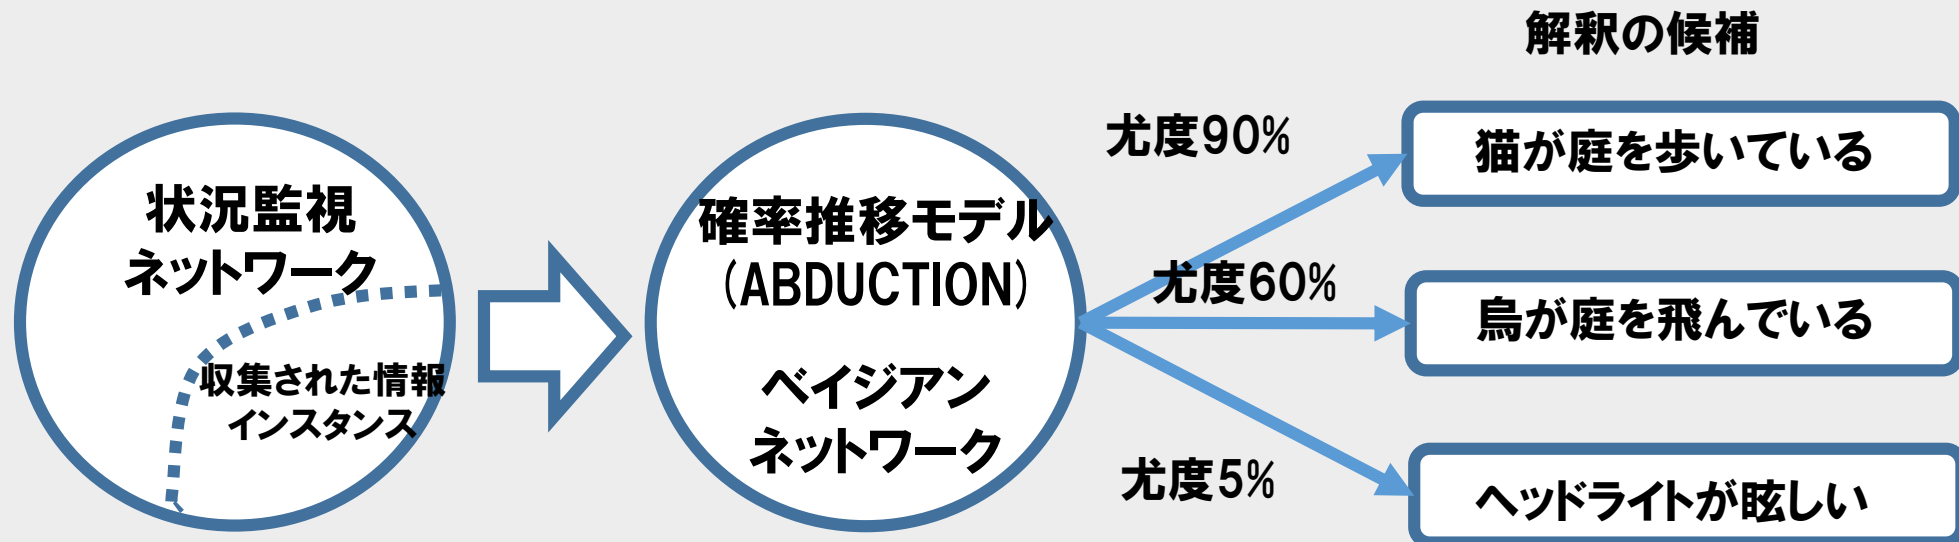 解釈の候補
状況監視
ネットワーク
収集された情報
インスタンス
確率推移モデル
(ABDUCTION)
ベイジアン
ネットワーク
尤度90%
猫が庭を歩いている
尤度60%
烏が庭を飛んでいる
尤度5%
ヘッドライトが眩しい